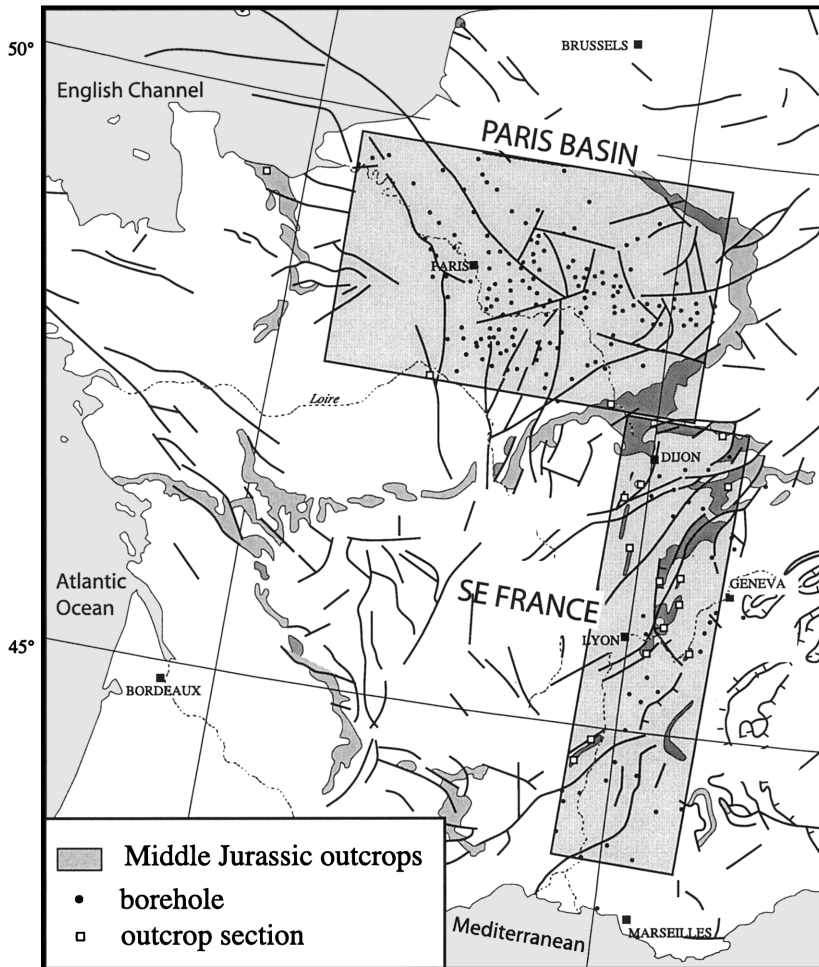 50°
BRUSSELS
English Channel
PARIS BASIN
PARIS
Loire
DIJON
Atlantic
Ocean
SE FRANCE
GENEVA
LYON
45°
BORDEAUX
Middle Jurassic outcrops
borehole
outcrop section
Mediterranean
MARSEILLES